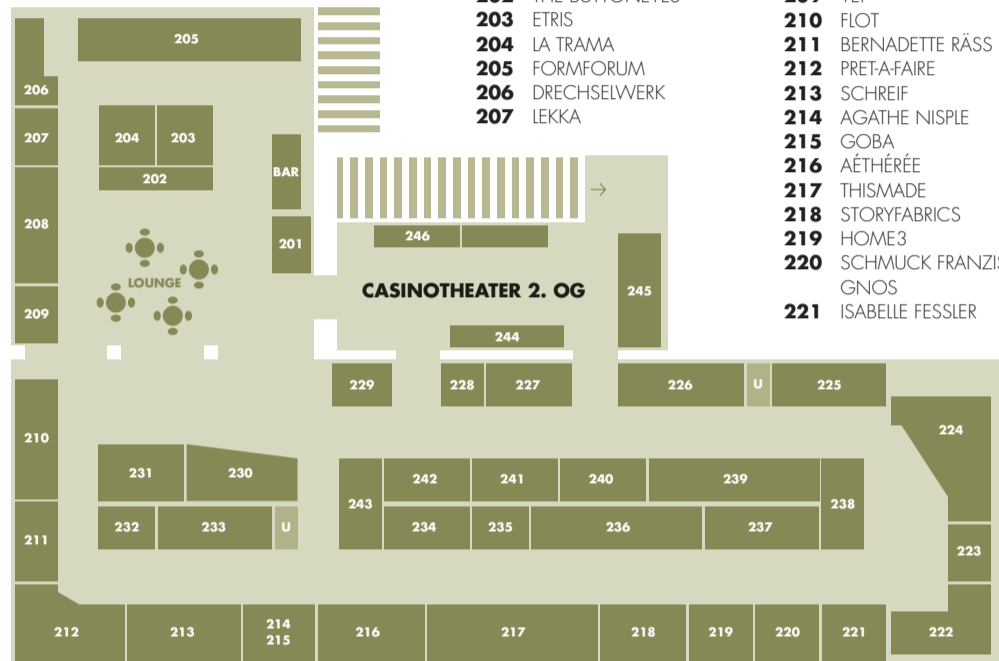 202 THE BUTTONEYES
203 ETRIS
204 LA TRAMA
205 FORMFORUM
206 DRECHSELWERK
207 LEKKA
209
210 FLOT
211 BERNADETTE RÄSS
212 PRET-A-FAIRE
213 SCHREIF
214 AGATHE NISPLE
215 GOBA
216 AÉTHÉRÉE
217 THISMADE
218 STORYFABRICS
219 HOME3
220 SCHMUCK FRANZIS
GNOS
221 ISABELLE FESSLER
205
206
207
204
203
202
BAR
208
201
LOUNGE
209
246
CASINOTHEATER 2. OG
245
244
229
228
227
226
U
225
224
210
231
230
232
233
U
211
243
242
241
240
239
238
234
235
236
237
223
212
213
214
215
216
217
218
219
220
221
222